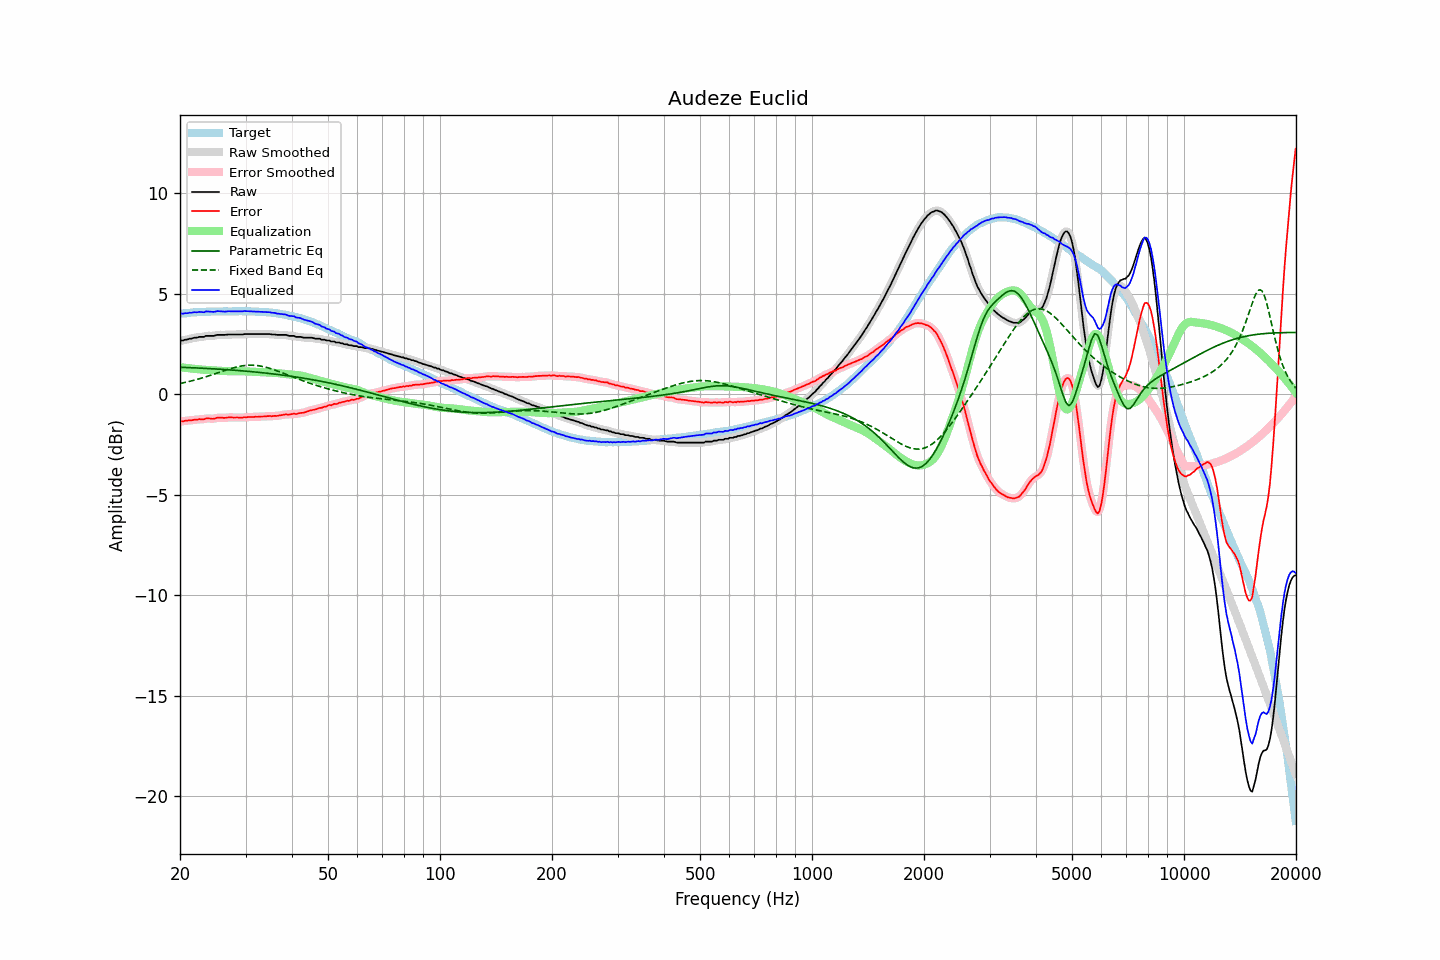 Audeze Euclid
Target
Raw Smoothed
Error Smoothed
Raw
Error
Equalization
Parametric Eq
Fixed Band Eq
Equalized
Amplitude (dBr)
10
5
0
−5
−10
−15
−20
20
50
100
200
500
1000
2000
5000
10000
20000
Frequency (Hz)